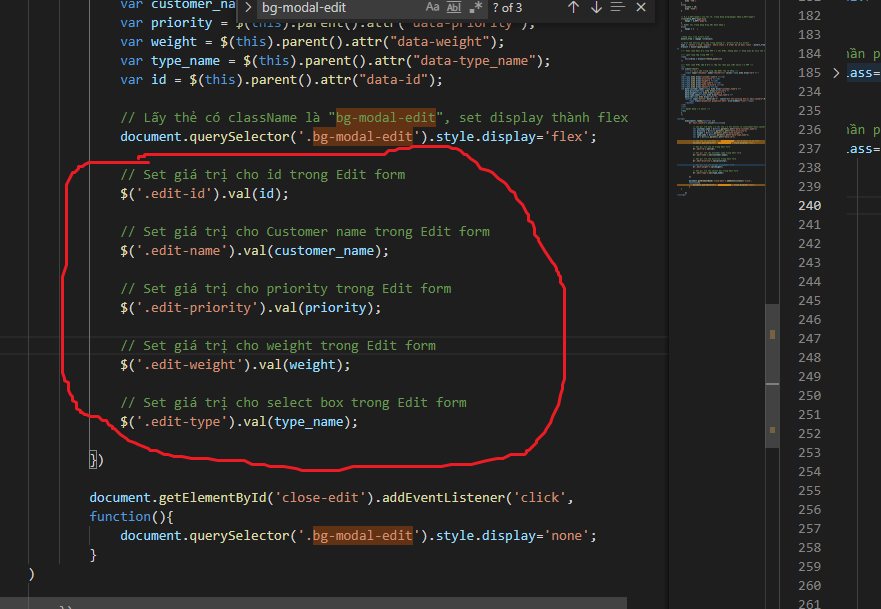 var customer_na
bg-modal-edit
Aa Abl .* ? of 3
var priority = $(this).parent().attr("data-priority");
var weight = $(this).parent().attr("data-weight");
var type_name = $(this).parent().attr("data-type_name");
var id = $(this).parent().attr("data-id");
// Lấy thẻ có className là "bg-modal-edit", set display thành flex
document.querySelector('.bg-modal-edit').style.display='flex';
// Set giá trị cho id trong Edit form
$('.edit-id').val(id);
// Set giá trị cho Customer name trong Edit form
$('.edit-name').val(customer_name);
// Set giá trị cho priority trong Edit form
$('.edit-priority').val(priority);
// Set giá trị cho weight trong Edit form
$('.edit-weight').val(weight);
// Set giá trị cho select box trong Edit form
$('.edit-type').val(type_name);
})
document.getElementById('close-edit').addEventListener('click',
function(){
document.querySelector('.bg-modal-edit').style.display='none';
}
)
182
183
184 ần p
185 .ass=
234
235
236 ần p
237 .ass=
238
239
240
241
242
243
244
245
246
247
248
249
250
251
252
253
254
255
256
257
258
259
260
261